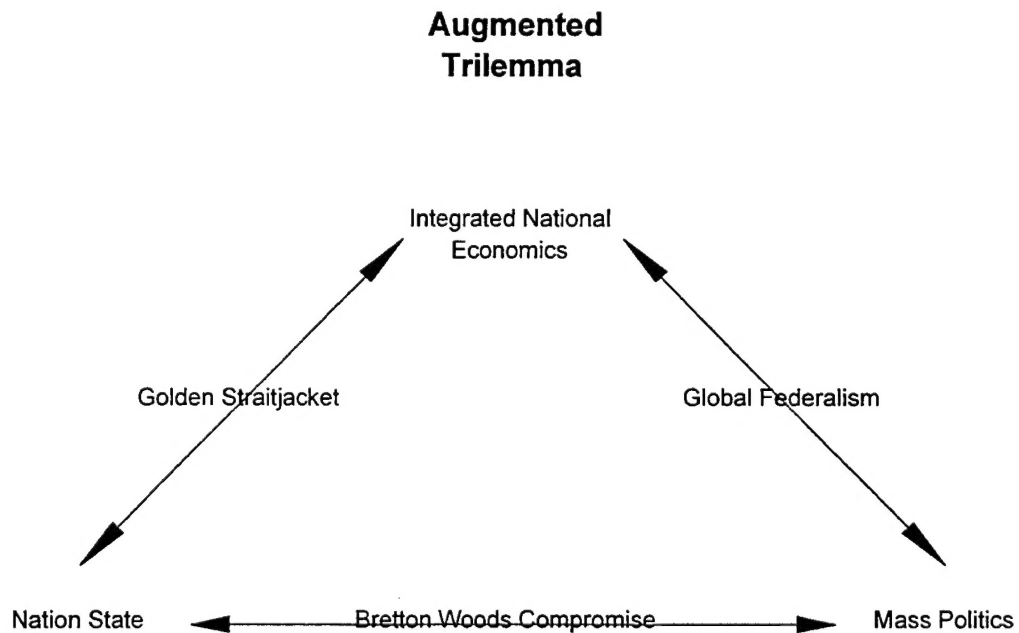 Augmented
Trilemma
Integrated National
Economics
Golden Straitjacket
Global Federalism
Nation State
Bretton Woods Compromise
Mass Politics